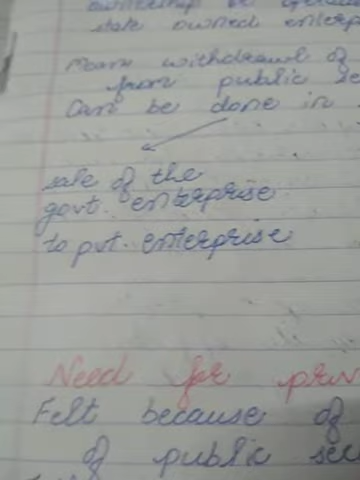 state owned enterp
mean withdrawl of
from public se
Can be done in
sale of the
govt. enterprise
to pvt. enterprise
Need for priv
Felt because of
of public sec